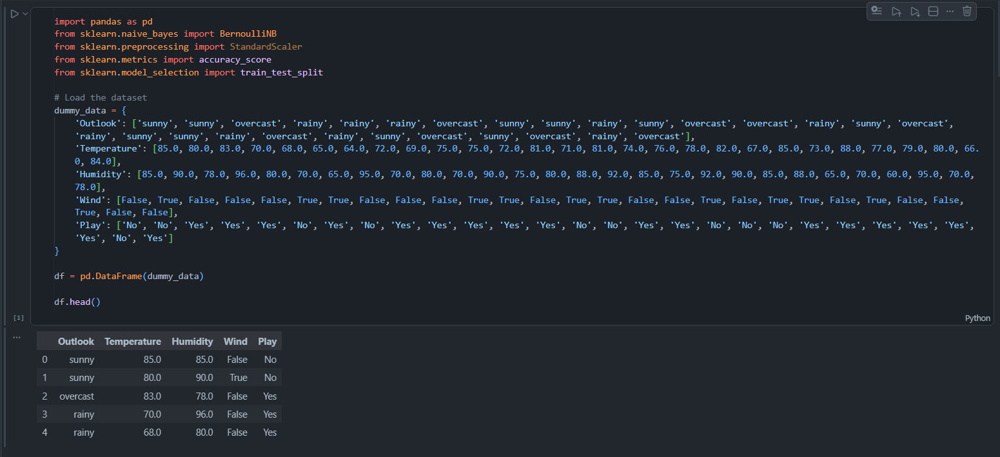 import pandas as pd
from sklearn.naive_bayes import BernoulliNB
from sklearn.preprocessing import StandardScaler
from sklearn.metrics import accuracy_score
from sklearn.model_selection import train_test_split
# Load the dataset
dummy_data = {
'Outlook': ['sunny', 'sunny', 'overcast', 'rainy', 'rainy', 'rainy', 'overcast', 'sunny', 'sunny', 'rainy', 'sunny', 'overcast', 'overcast', 'rainy', 'sunny', 'overcast',
'rainy', 'sunny', 'sunny', 'rainy', 'overcast', 'rainy', 'sunny', 'overcast', 'sunny', 'overcast', 'rainy', 'overcast'],
'Temperature': [85.0, 80.0, 83.0, 70.0, 68.0, 65.0, 64.0, 72.0, 69.0, 75.0, 75.0, 72.0, 81.0, 71.0, 81.0, 74.0, 76.0, 78.0, 82.0, 67.0, 85.0, 73.0, 88.0, 77.0, 79.0, 80.0, 66.
0, 84.0],
'Humidity': [85.0, 90.0, 78.0, 96.0, 80.0, 70.0, 65.0, 95.0, 70.0, 80.0, 70.0, 90.0, 75.0, 80.0, 88.0, 92.0, 85.0, 75.0, 92.0, 90.0, 85.0, 88.0, 65.0, 70.0, 60.0, 95.0, 70.0,
78.0],
'Wind': [False, True, False, False, False, True, True, False, False, False, True, True, False, True, True, False, False, True, False, True, True, False, True, False, False,
True, False, False],
'Play': ['No', 'No', 'Yes', 'Yes', 'Yes', 'No', 'Yes', 'No', 'Yes', 'Yes', 'Yes', 'Yes', 'Yes', 'No', 'No', 'Yes', 'Yes', 'No', 'No', 'No', 'Yes', 'Yes', 'Yes', 'Yes', 'Yes',
'Yes', 'No', 'Yes']
}
df = pd.DataFrame(dummy_data)
df.head()
[1]
Python
Outlook Temperature Humidity Wind Play
0 sunny 85.0 85.0 False No
1 sunny 80.0 90.0 True No
2 overcast 83.0 78.0 False Yes
3 rainy 70.0 96.0 False Yes
4 rainy 68.0 80.0 False Yes